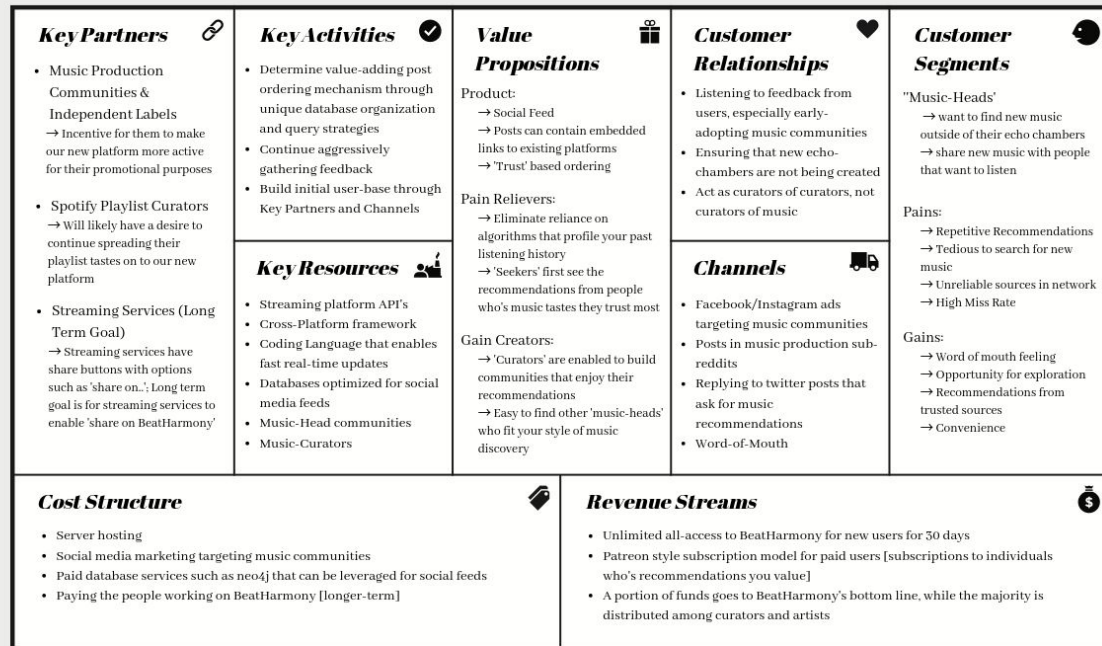 Key Partners
• Music Production
Communities &
Independent Labels
→ Incentive for them to make
our new platform more active
for their promotional purposes
• Spotify Playlist Curators
→ Will likely have a desire to
continue spreading their
playlist tastes on to our new
platform
• Streaming Services (Long
Term Goal)
→ Streaming services have
share buttons with options
such as 'share on..'; Long term
goal is for streaming services to
enable 'share on BeatHarmony'
Key Activities
• Determine value-adding post
ordering mechanism through
unique database organization
and query strategies
• Continue aggressively
gathering feedback
• Build initial user-base through
Key Partners and Channels
Key Resources
• Streaming platform API's
• Cross-Platform framework
• Coding Language that enables
fast real-time updates
• Databases optimized for social
media feeds
• Music-Head communities
• Music-Curators
Value
Propositions
Product:
→ Social Feed
→ Posts can contain embedded
links to existing platforms
→ 'Trust' based ordering
Pain Relievers:
→ Eliminate reliance on
algorithms that profile your past
listening history
→ 'Seekers' first see the
recommendations from people
who's music tastes they trust most
Gain Creators:
→ 'Curators' are enabled to build
communities that enjoy their
recommendations
→ Easy to find other 'music-heads'
who fit your style of music
discovery
Customer
Relationships
• Listening to feedback from
users, especially early-
adopting music communities
• Ensuring that new echo-
chambers are not being created
• Act as curators of curators, not
curators of music
Channels
• Facebook/Instagram ads
targeting music communities
• Posts in music production sub-
reddits
• Replying to twitter posts that
ask for music
recommendations
• Word-of-Mouth
Customer
Segments
"Music-Heads'
→ want to find new music
outside of their echo chambers
→ share new music with people
that want to listen
Pains:
→ Repetitive Recommendations
→ Tedious to search for new
music
→ Unreliable sources in network
→ High Miss Rate
Gains:
→ Word of mouth feeling
→ Opportunity for exploration
→ Recommendations from
trusted sources
→ Convenience
Cost Structure
• Server hosting
• Social media marketing targeting music communities
• Paid database services such as neo4j that can be leveraged for social feeds
• Paying the people working on BeatHarmony [longer-term]
Revenue Streams
$
• Unlimited all-access to BeatHarmony for new users for 30 days
• Patreon style subscription model for paid users [subscriptions to individuals
who's recommendations you value]
• A portion of funds goes to BeatHarmony's bottom line, while the majority is
distributed among curators and artists